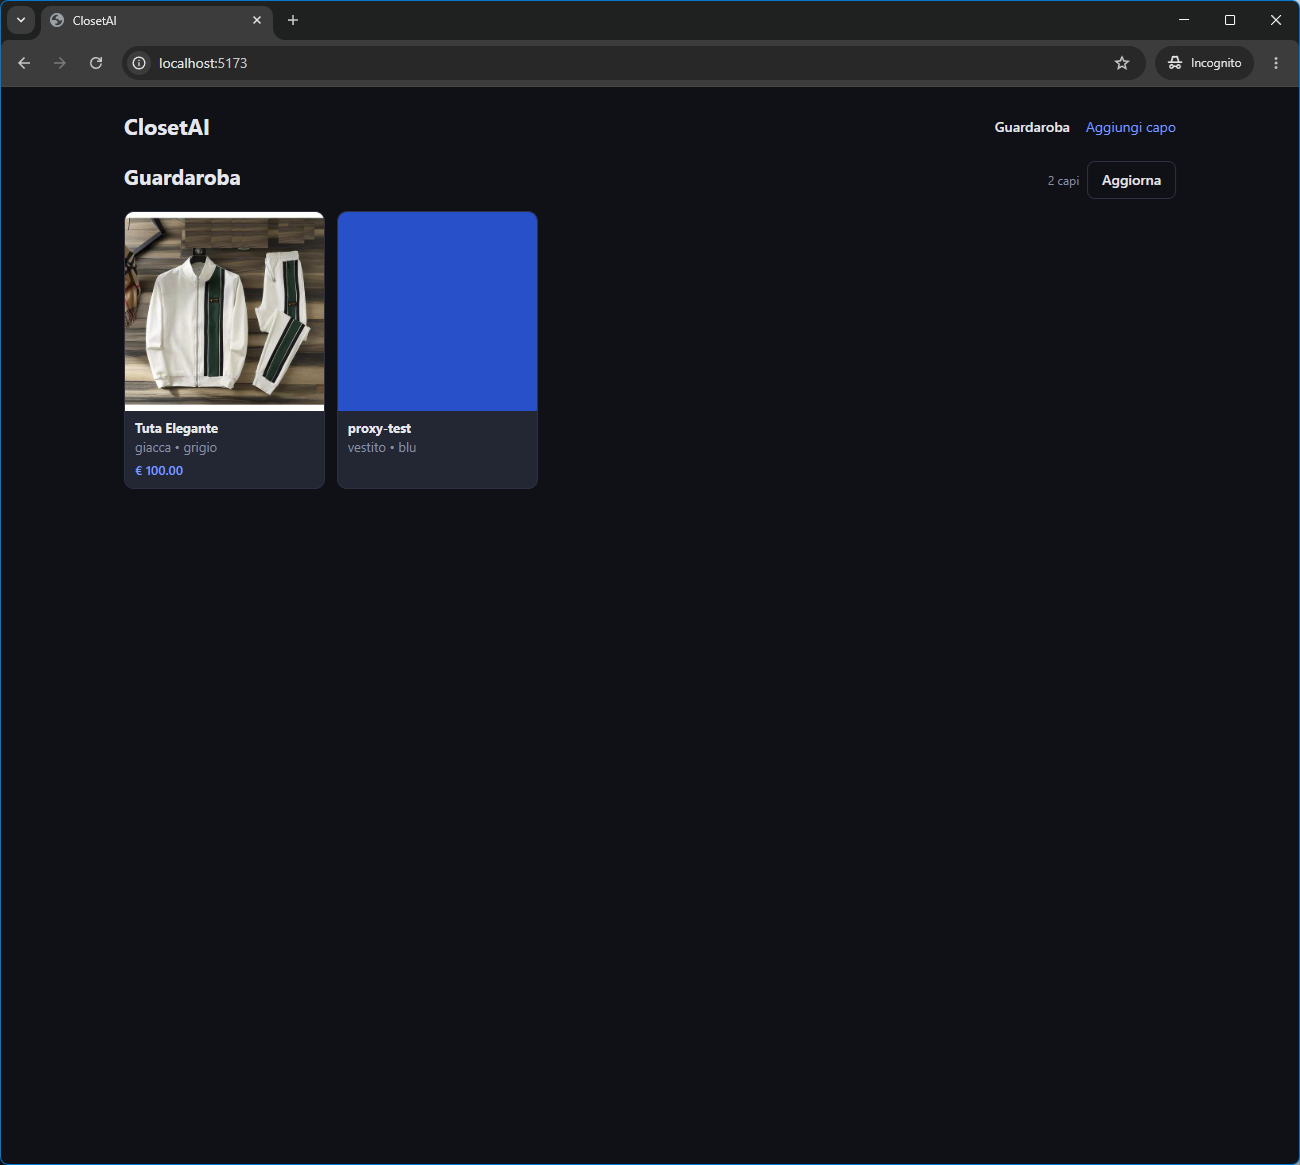 ClosetAI
localhost:5173
Incognito
ClosetAI
Guardaroba
Aggiungi capo
Guardaroba
2 capi
Aggiorna
Tuta Elegante
giacca • grigio
€ 100.00
proxy-test
vestito • blu